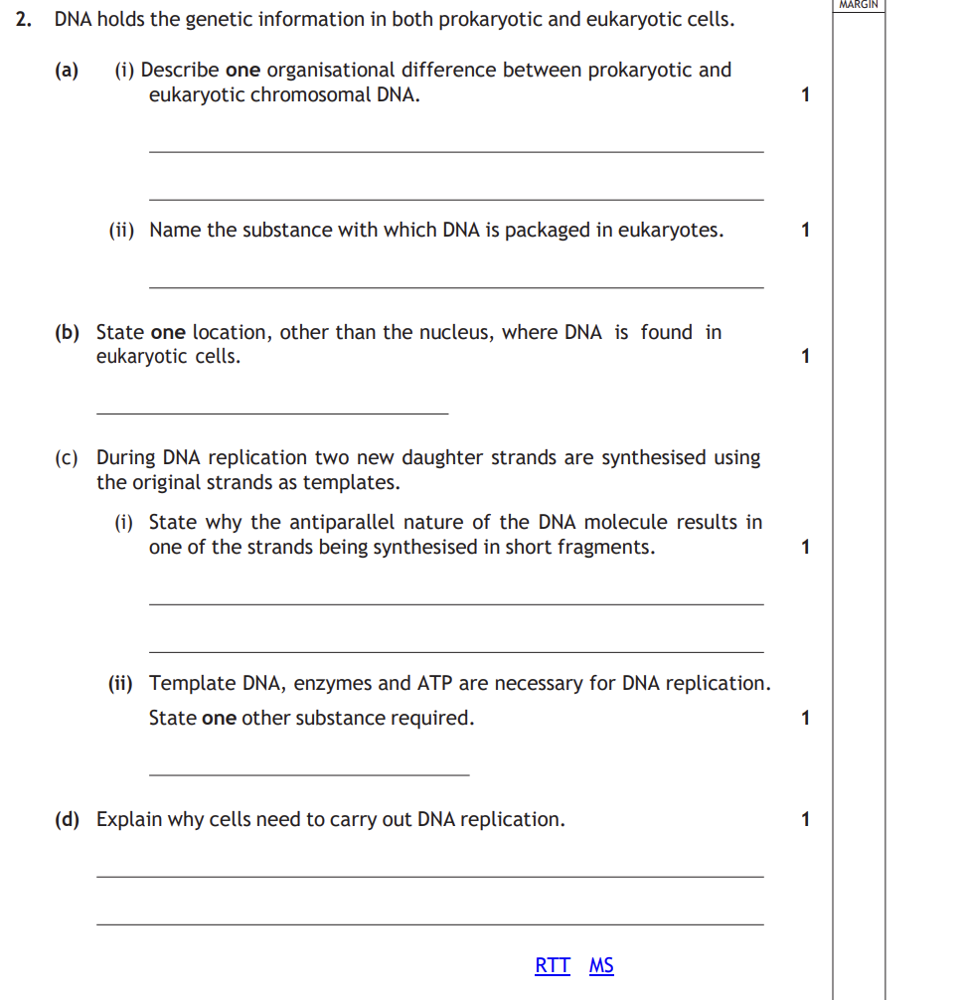 MARGIN
2. DNA holds the genetic information in both prokaryotic and eukaryotic cells.
(a) (i) Describe one organisational difference between prokaryotic and
eukaryotic chromosomal DNA. 1
(ii) Name the substance with which DNA is packaged in eukaryotes. 1
(b) State one location, other than the nucleus, where DNA is found in
eukaryotic cells. 1
(c) During DNA replication two new daughter strands are synthesised using
the original strands as templates.
(i) State why the antiparallel nature of the DNA molecule results in
one of the strands being synthesised in short fragments. 1
(ii) Template DNA, enzymes and ATP are necessary for DNA replication.
State one other substance required. 1
(d) Explain why cells need to carry out DNA replication. 1
RTT MS